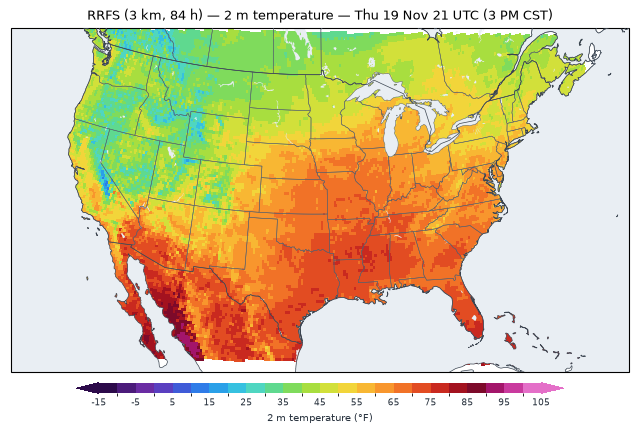 RRFS (3 km, 84 h) — 2 m temperature — Thu 19 Nov 21 UTC (3 PM CST)
-15 -5 5 15 25 35 45 55 65 75 85 95 105
2 m temperature (°F)